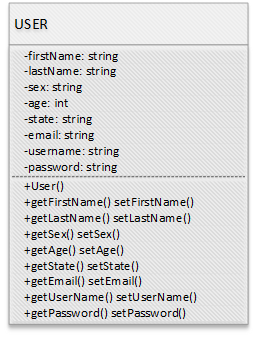 USER
-firstName: string
-lastName: string
-sex: string
-age: int
-state: string
-email: string
-username: string
-password: string
+User()
+getFirstName() setFirstName()
+getLastName() setLastName()
+getSex() setSex()
+getAge() setAge()
+getState() setState()
+getEmail() setEmail()
+getUserName() setUserName()
+getPassword() setPassword()